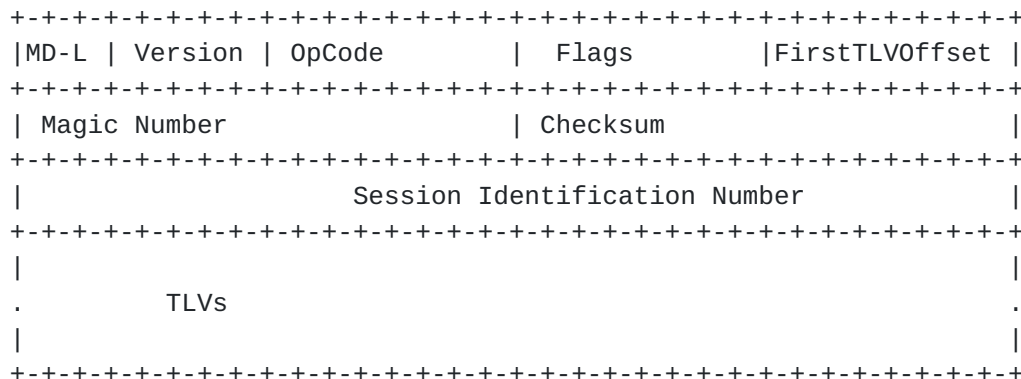 +-+-+-+-+-+-+-+-+-+-+-+-+-+-+-+-+-+-+-+-+-+-+-+-+-+-+-+-+-+-+-+-+
|MD-L | Version | OpCode        |  Flags        |FirstTLVOffset |
+-+-+-+-+-+-+-+-+-+-+-+-+-+-+-+-+-+-+-+-+-+-+-+-+-+-+-+-+-+-+-+-+
| Magic Number                  | Checksum                      |
+-+-+-+-+-+-+-+-+-+-+-+-+-+-+-+-+-+-+-+-+-+-+-+-+-+-+-+-+-+-+-+-+
|                     Session Identification Number             |
+-+-+-+-+-+-+-+-+-+-+-+-+-+-+-+-+-+-+-+-+-+-+-+-+-+-+-+-+-+-+-+-+
|                                                               |
.         TLVs                                                  .
|                                                               |
+-+-+-+-+-+-+-+-+-+-+-+-+-+-+-+-+-+-+-+-+-+-+-+-+-+-+-+-+-+-+-+-+